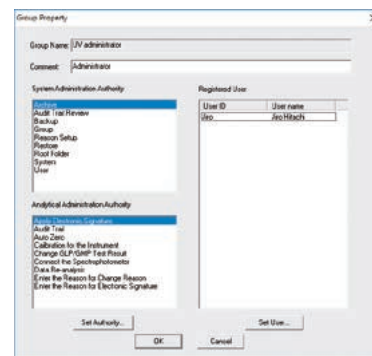 Group Property
Group Name: UV administrator
Comment: Administrator
System Administration Authority
Archive
Audit Trail Review
Backup
Group
Reason Setup
Restore
Root Folder
System
User
Registered User
User ID User name
Jiro Jiro Hitachi
Analytical Administration Authority
Apply Electronic Signature
Audit Trail
Auto Zero
Calibration for the Instrument
Change GLP/GMP Test Result
Connect the Spectrophotometer
Data Re-analysis
Enter the Reason for Change Reason
Enter the Reason for Electronic Signature
Set Authority...
Set User...
OK
Cancel